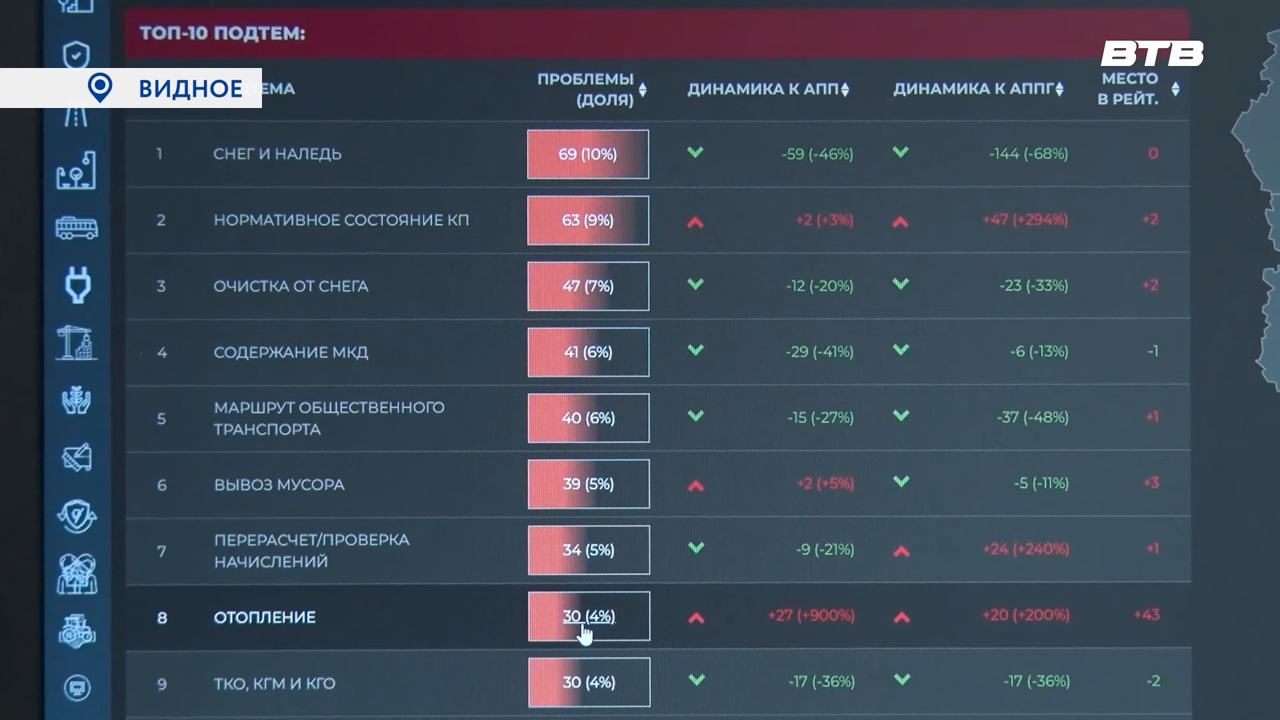 ТОП-10 ПОДТЕМ:
ВТВ
ВИДНОЕ
ТЕМА
ПРОБЛЕМЫ
(ДОЛЯ)
ДИНАМИКА К АПП
ДИНАМИКА К АППГ
МЕСТО
В РЕЙТ.
1 СНЕГ И НАЛЕДЬ 69 (10%) -59 (-46%) -144 (-68%) 0
2 НОРМАТИВНОЕ СОСТОЯНИЕ КП 63 (9%) +2 (+3%) +47 (+294%) +2
3 ОЧИСТКА ОТ СНЕГА 47 (7%) -12 (-20%) -23 (-33%) +2
4 СОДЕРЖАНИЕ МКД 41 (6%) -29 (-41%) -6 (-13%) -1
5 МАРШРУТ ОБЩЕСТВЕННОГО
ТРАНСПОРТА 40 (6%) -15 (-27%) -37 (-48%) +1
6 ВЫВОЗ МУСОРА 39 (5%) +2 (+5%) -5 (-11%) +3
7 ПЕРЕРАСЧЕТ/ПРОВЕРКА
НАЧИСЛЕНИЙ 34 (5%) -9 (-21%) +24 (+240%) +1
8 ОТОПЛЕНИЕ 30 (4%) +27 (+900%) +20 (+200%) +43
9 ТКО, КГМ И КГО 30 (4%) -17 (-36%) -17 (-36%) -2